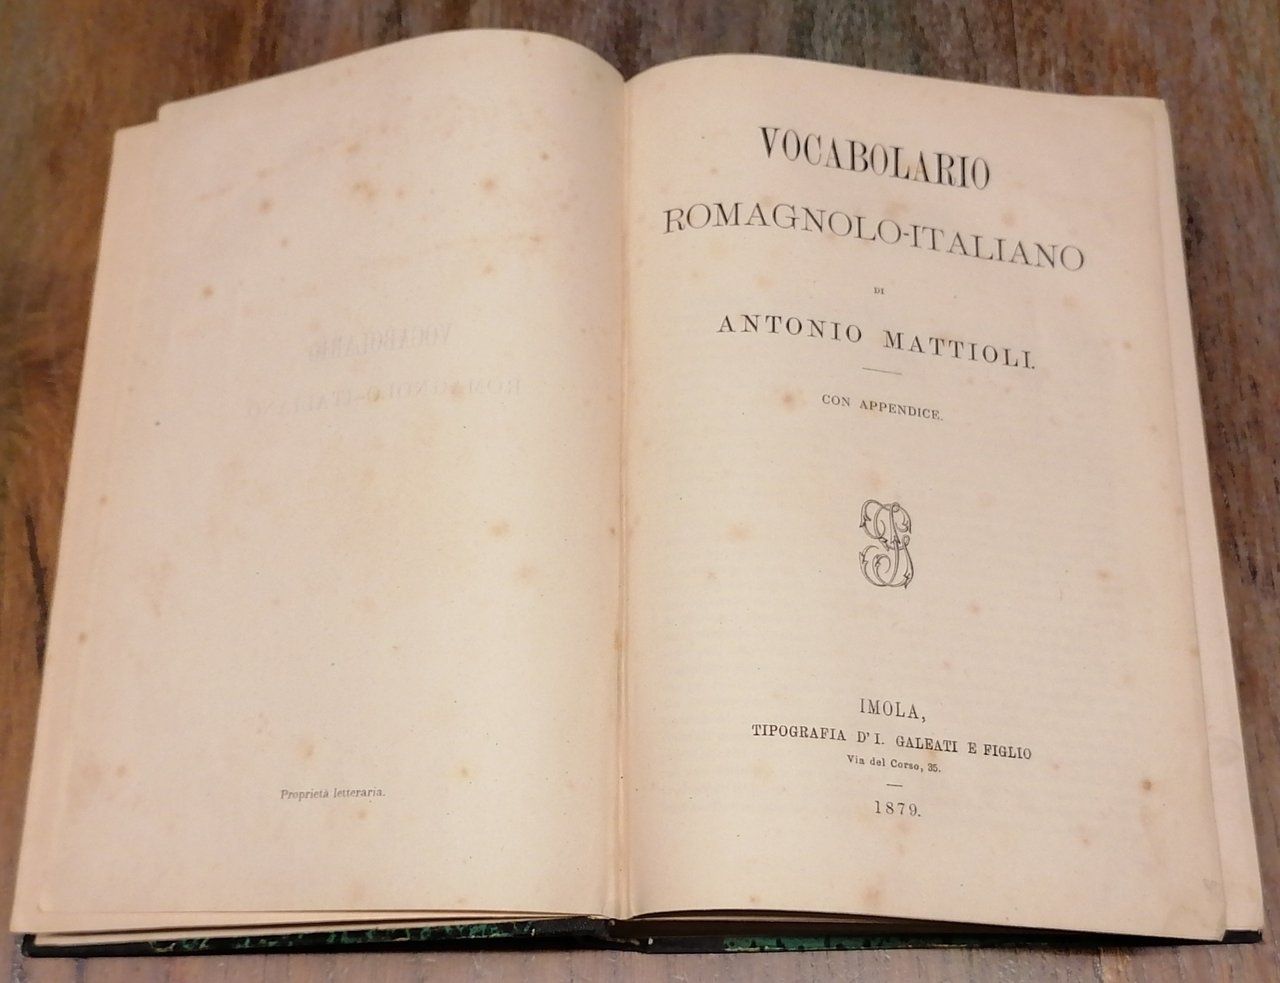 Proprietà letteraria.
VOCABOLARIO
ROMAGNOLO-ITALIANO
DI
ANTONIO MATTIOLI.
CON APPENDICE.
IMOLA,
TIPOGRAFIA D'I. GALEATI E FIGLIO
Via del Corso, 35.
1879.